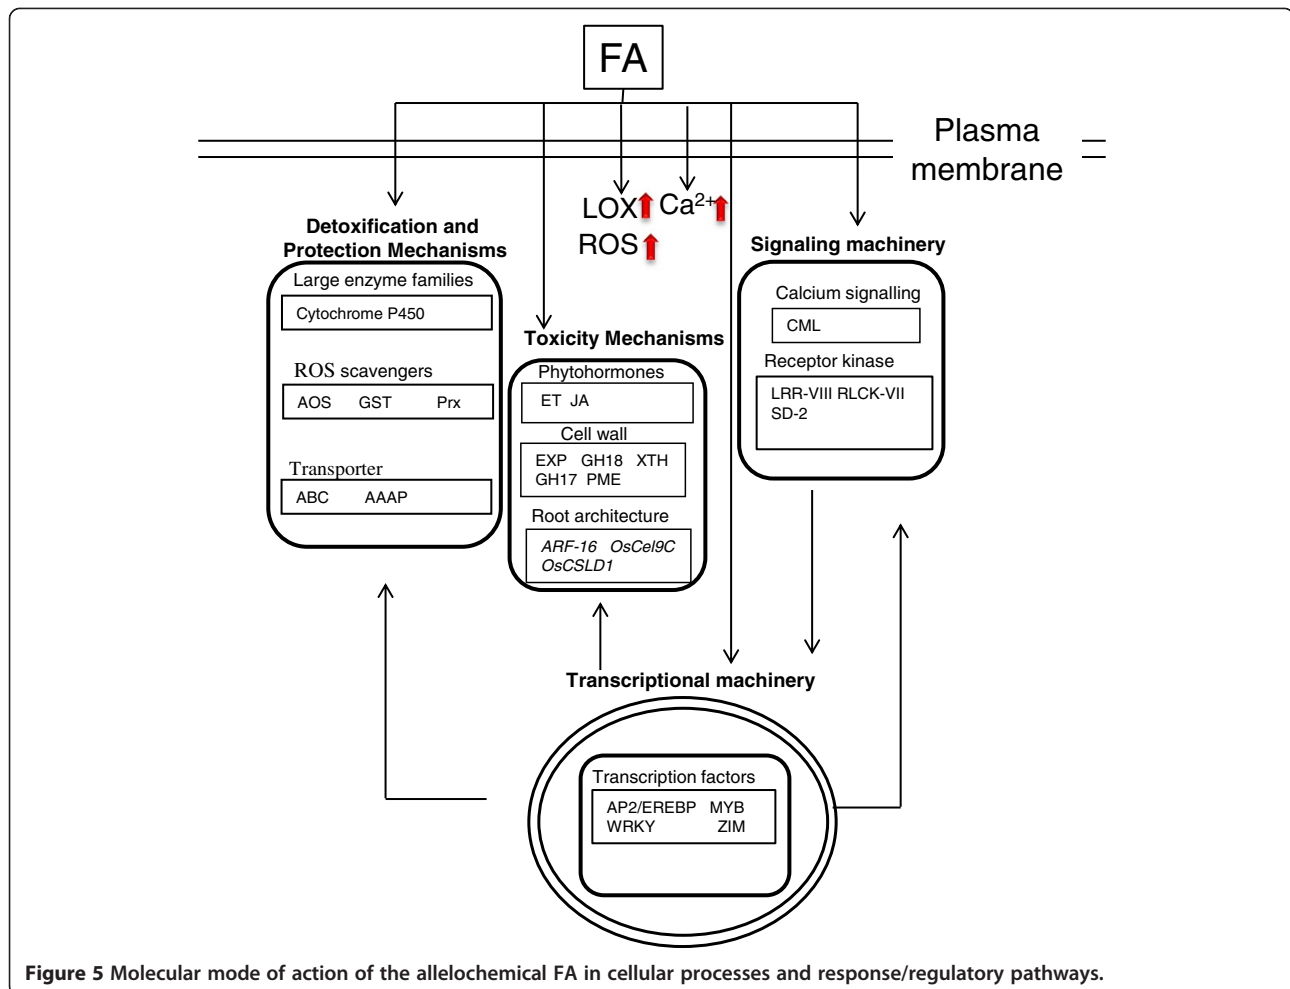 FA
Plasma
membrane
LOX Ca²⁺
ROS
Detoxification and
Protection Mechanisms
Large enzyme families
Cytochrome P450
ROS scavengers
AOS GST Prx
Transporter
ABC AAAP
Toxicity Mechanisms
Phytohormones
ET JA
Cell wall
EXP GH18 XTH
GH17 PME
Root architecture
ARF-16 OsCel9C
OsCSLD1
Signaling machinery
Calcium signalling
CML
Receptor kinase
LRR-VIII RLCK-VII
SD-2
Transcriptional machinery
Transcription factors
AP2/EREBP MYB
WRKY ZIM
Figure 5 Molecular mode of action of the allelochemical FA in cellular processes and response/regulatory pathways.